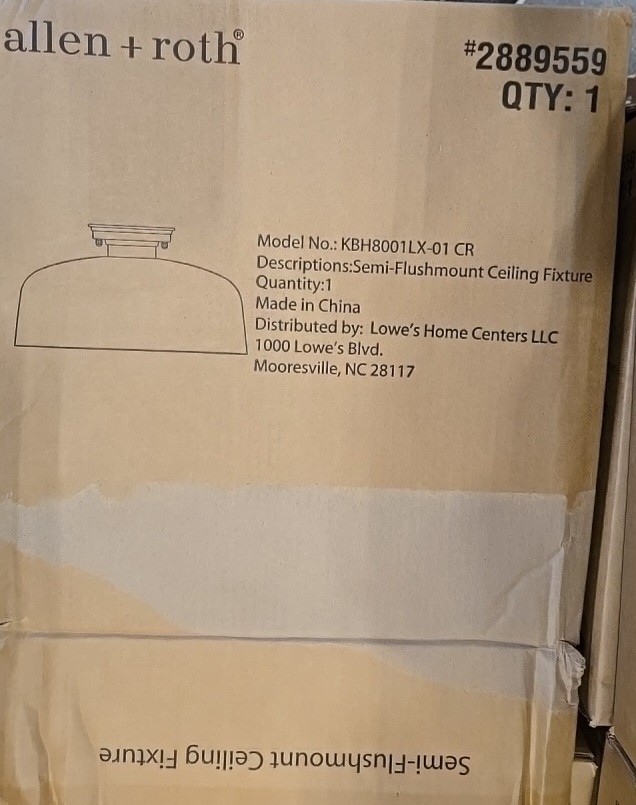 allen + roth®
#2889559
QTY: 1
Model No.: KBH8001LX-01 CR
Descriptions:Semi-Flushmount Ceiling Fixture
Quantity:1
Made in China
Distributed by: Lowe's Home Centers LLC
1000 Lowe's Blvd.
Mooresville, NC 28117
Semi-Flushmount Ceiling Fixture